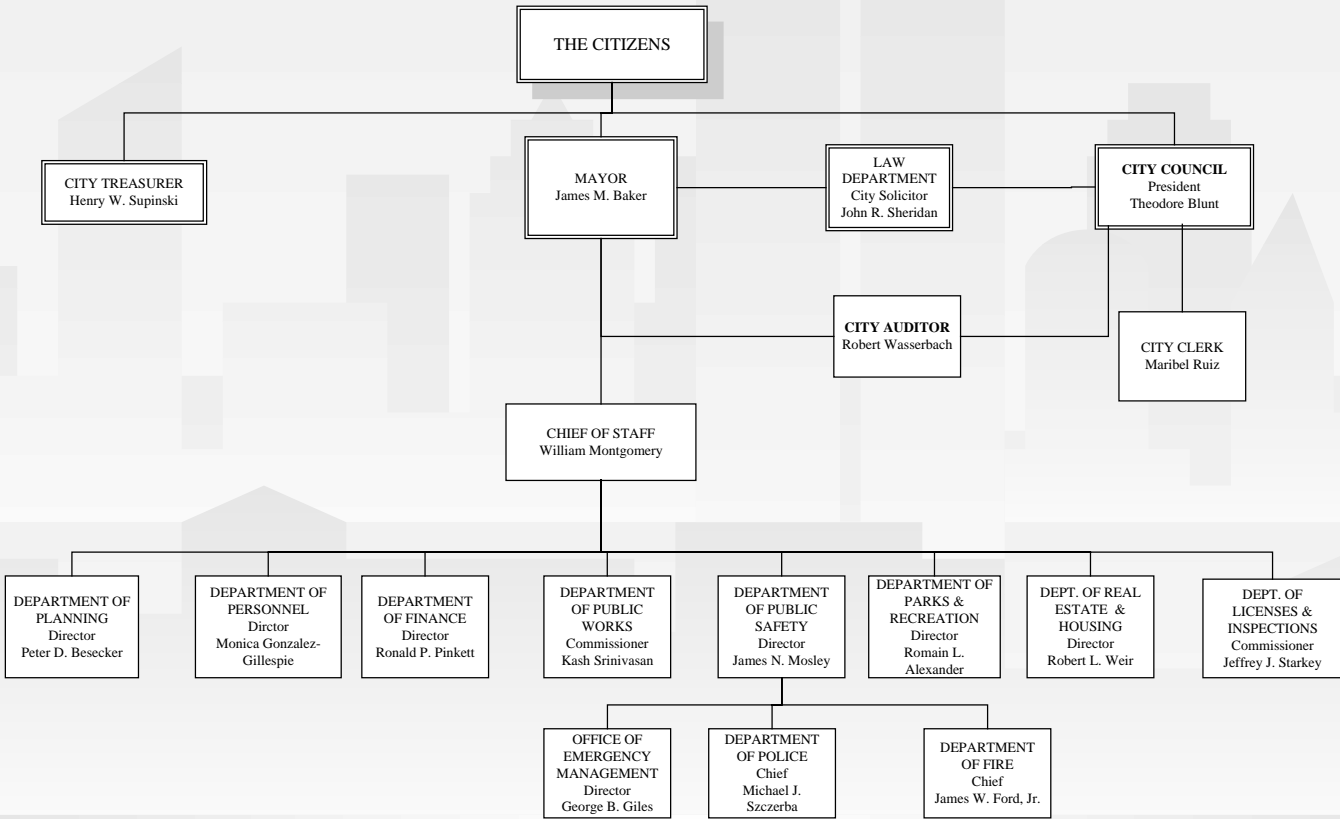 THE CITIZENS
CITY TREASURER
Henry W. Supinski
MAYOR
James M. Baker
LAW
DEPARTMENT
City Solicitor
John R. Sheridan
CITY COUNCIL
President
Theodore Blunt
CITY AUDITOR
Robert Wasserbach
CITY CLERK
Maribel Ruiz
CHIEF OF STAFF
William Montgomery
DEPARTMENT OF
PLANNING
Director
Peter D. Besecker
DEPARTMENT OF
PERSONNEL
Dirctor
Monica Gonzalez-
Gillespie
DEPARTMENT
OF FINANCE
Director
Ronald P. Pinkett
DEPARTMENT
OF PUBLIC
WORKS
Commissioner
Kash Srinivasan
DEPARTMENT
OF PUBLIC
SAFETY
Director
James N. Mosley
DEPARTMENT OF
PARKS &
RECREATION
Director
Romain L.
Alexander
DEPT. OF REAL
ESTATE &
HOUSING
Director
Robert L. Weir
DEPT. OF
LICENSES &
INSPECTIONS
Commissioner
Jeffrey J. Starkey
OFFICE OF
EMERGENCY
MANAGEMENT
Director
George B. Giles
DEPARTMENT
OF POLICE
Chief
Michael J.
Szczerba
DEPARTMENT
OF FIRE
Chief
James W. Ford, Jr.